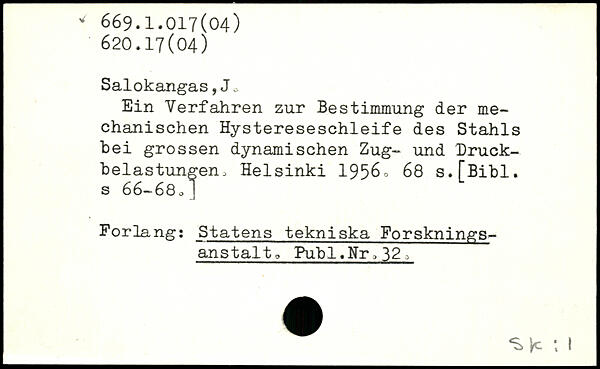 669.1.017(04)
620.17(04)
Salokangas,J.
Ein Verfahren zur Bestimmung der me-
chanischen Hystereseschleife des Stahls
bei grossen dynamischen Zug- und Druck-
belastungen. Helsinki 1956. 68 s.[Bibl.
s 66-68.]
Forlang: Statens tekniska Forsknings-
anstalt. Publ.Nr.32.
Sk:1